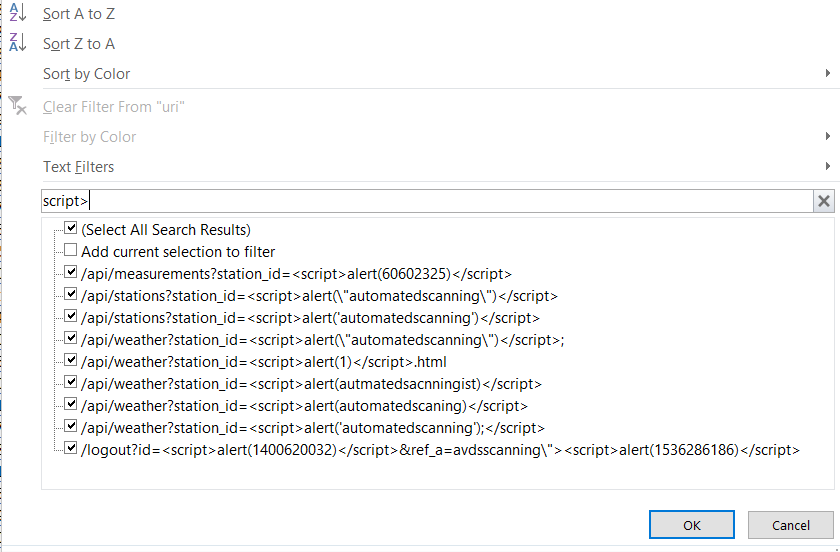 Sort A to Z
Sort Z to A
Sort by Color
Clear Filter From "uri"
Filter by Color
Text Filters
script>
(Select All Search Results)
Add current selection to filter
/api/measurements?station_id=<script>alert(60602325)</script>
/api/stations?station_id=<script>alert(\"automatedscanning\")</script>
/api/stations?station_id=<script>alert('automatedscanning')</script>
/api/weather?station_id=<script>alert(\"automatedscanning\")</script>;
/api/weather?station_id=<script>alert(1)</script>.html
/api/weather?station_id=<script>alert(autmatedsacnningist)</script>
/api/weather?station_id=<script>alert(automatedscaning)</script>
/api/weather?station_id=<script>alert('automatedscanning');</script>
/logout?id=<script>alert(1400620032)</script>&ref_a=avdsscanning\"><script>alert(1536286186)</script>
OK Cancel